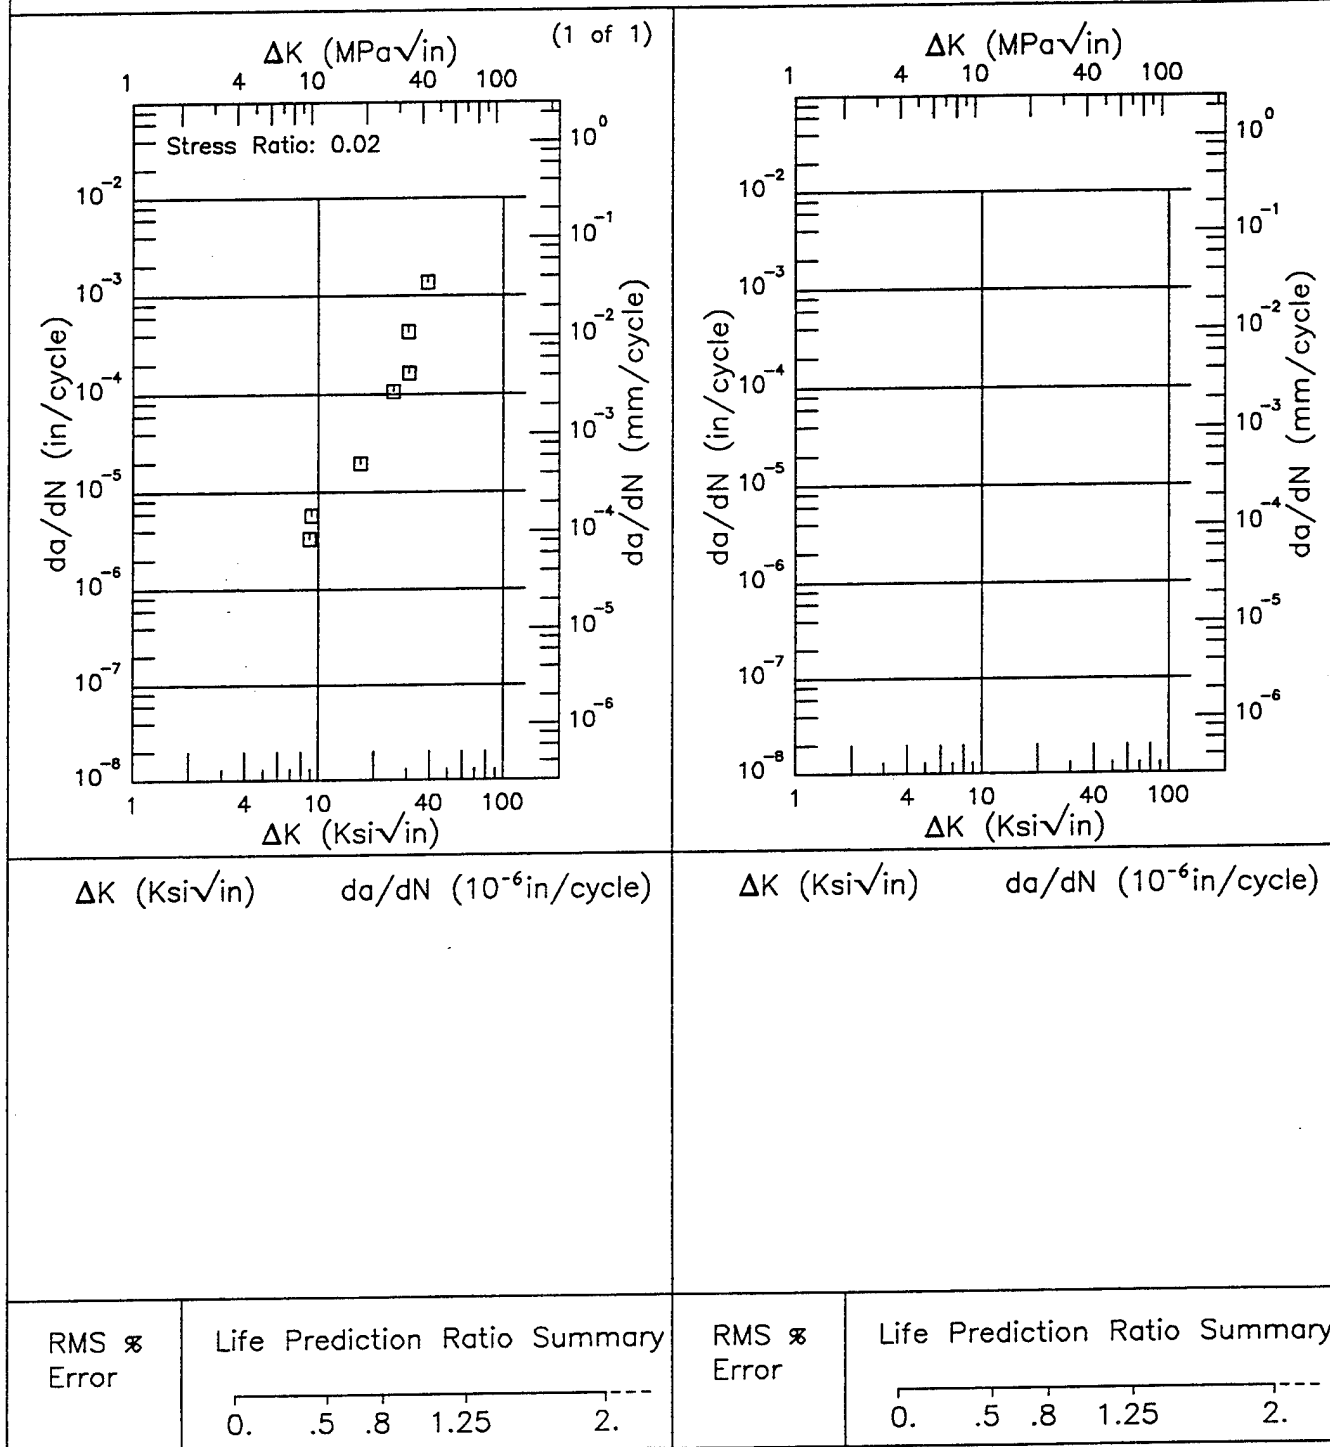 (1 of 1)
ΔK (MPa√in)
1 4 10 40 100
Stress Ratio: 0.02
da/dN (in/cycle)
10⁻²
10⁻³
10⁻⁴
10⁻⁵
10⁻⁶
10⁻⁷
10⁻⁸
10⁰
10⁻¹
10⁻²
10⁻³
10⁻⁴
10⁻⁵
10⁻⁶
da/dN (mm/cycle)
1 4 10 40 100
ΔK (Ksi√in)
ΔK (MPa√in)
1 4 10 40 100
da/dN (in/cycle)
10⁻²
10⁻³
10⁻⁴
10⁻⁵
10⁻⁶
10⁻⁷
10⁻⁸
10⁰
10⁻¹
10⁻²
10⁻³
10⁻⁴
10⁻⁵
10⁻⁶
da/dN (mm/cycle)
1 4 10 40 100
ΔK (Ksi√in)
ΔK (Ksi√in) da/dN (10⁻⁶in/cycle)
ΔK (Ksi√in) da/dN (10⁻⁶in/cycle)
RMS %
Error
Life Prediction Ratio Summary
0. .5 .8 1.25 2.
RMS %
Error
Life Prediction Ratio Summary
0. .5 .8 1.25 2.